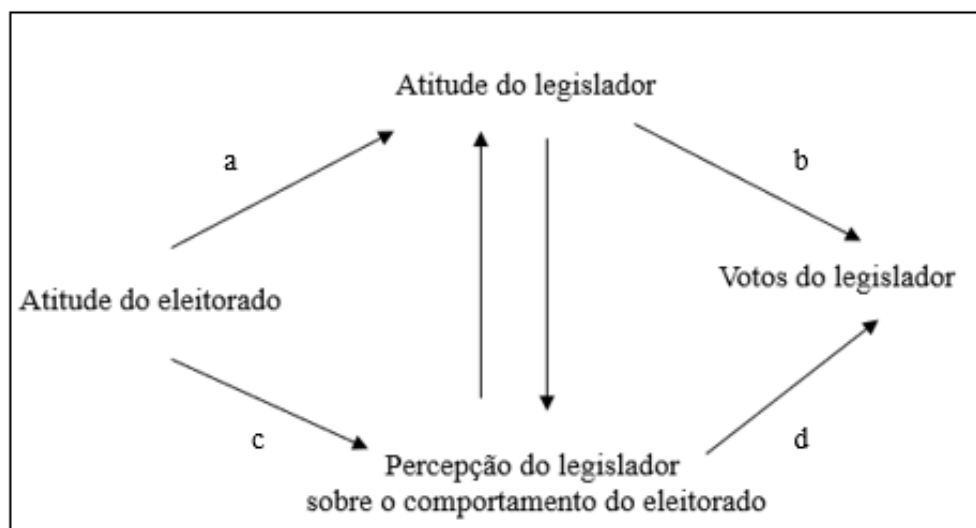 Atitude do legislador
a
b
Atitude do eleitorado
Votos do legislador
c
d
Percepção do legislador
sobre o comportamento do eleitorado